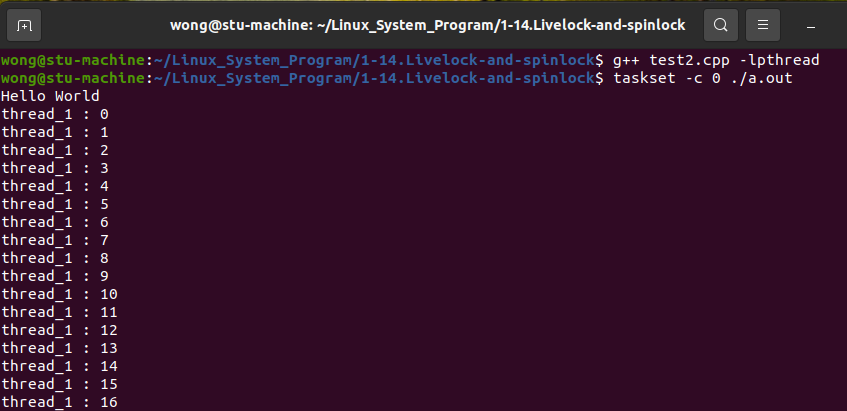 wong@stu-machine: ~/Linux_System_Program/1-14.Livelock-and-spinlock
wong@stu-machine:~/Linux_System_Program/1-14.Livelock-and-spinlock$ g++ test2.cpp -lpthread
wong@stu-machine:~/Linux_System_Program/1-14.Livelock-and-spinlock$ taskset -c 0 ./a.out
Hello World
thread_1 : 0
thread_1 : 1
thread_1 : 2
thread_1 : 3
thread_1 : 4
thread_1 : 5
thread_1 : 6
thread_1 : 7
thread_1 : 8
thread_1 : 9
thread_1 : 10
thread_1 : 11
thread_1 : 12
thread_1 : 13
thread_1 : 14
thread_1 : 15
thread_1 : 16